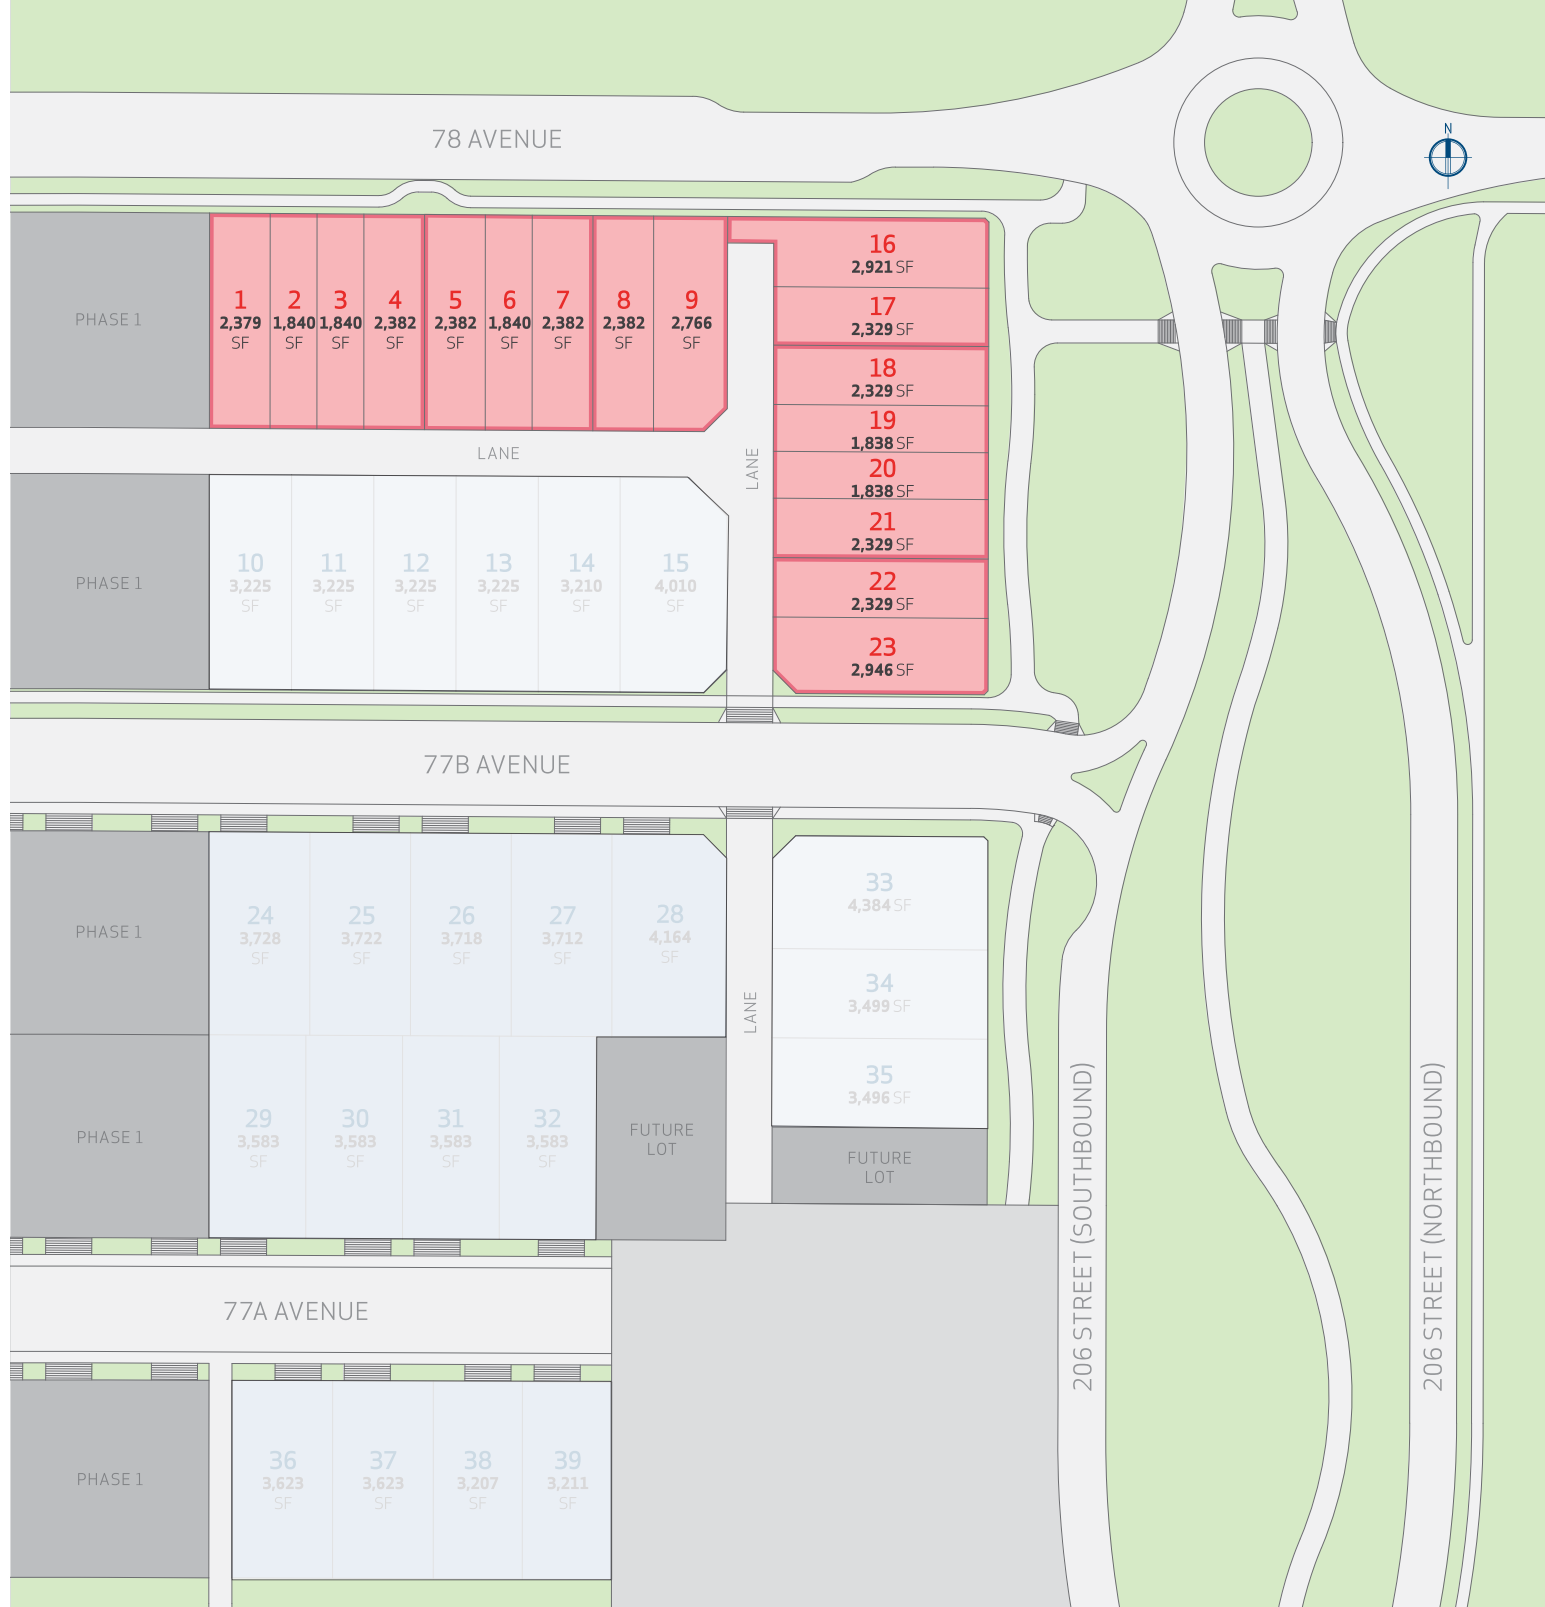 78 AVENUE
N
PHASE 1
1
2,379
SF
2
1,840
SF
3
1,840
SF
4
2,382
SF
5
2,382
SF
6
1,840
SF
7
2,382
SF
8
2,382
SF
9
2,766
SF
16
2,921 SF
17
2,329 SF
18
2,329 SF
19
1,838 SF
20
1,838 SF
21
2,329 SF
22
2,329 SF
23
2,946 SF
LANE
LANE
PHASE 1
10
3,225
SF
11
3,225
SF
12
3,225
SF
13
3,225
SF
14
3,210
SF
15
4,010
SF
77B AVENUE
PHASE 1
24
3,728
SF
25
3,722
SF
26
3,718
SF
27
3,712
SF
28
4,164
SF
33
4,384 SF
34
3,499 SF
35
3,496 SF
LANE
PHASE 1
29
3,583
SF
30
3,583
SF
31
3,583
SF
32
3,583
SF
FUTURE
LOT
FUTURE
LOT
206 STREET (SOUTHBOUND)
206 STREET (NORTHBOUND)
77A AVENUE
PHASE 1
36
3,623
SF
37
3,623
SF
38
3,207
SF
39
3,211
SF